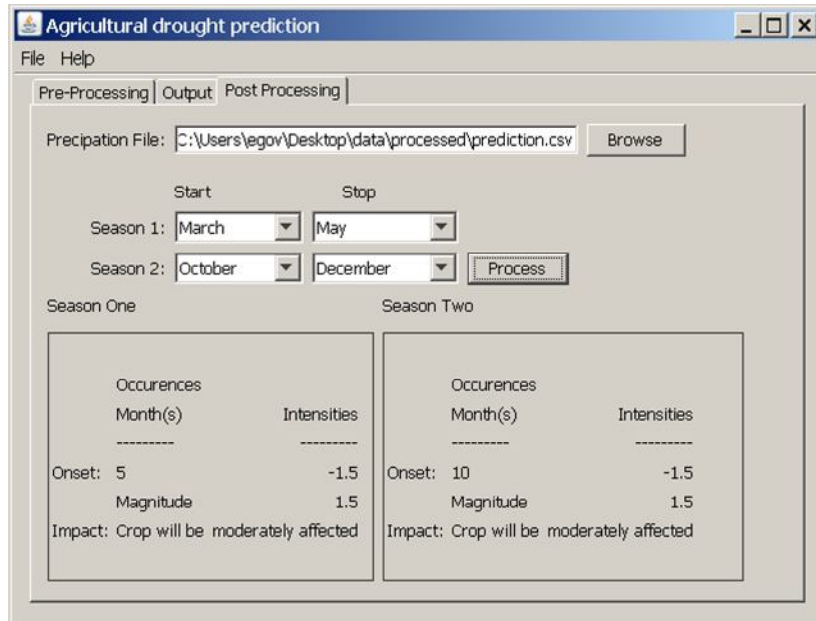 Agricultural drought prediction
File Help
Pre-Processing Output Post Processing
Precipation File: C:\Users\egov\Desktop\data\processed\prediction.csv Browse
Start Stop
Season 1: March May
Season 2: October December Process
Season One Season Two
Occurences Occurences
Month(s) Intensities Month(s) Intensities
--------- --------- --------- ---------
Onset: 5 -1.5 Onset: 10 -1.5
Magnitude 1.5 Magnitude 1.5
Impact: Crop will be moderately affected Impact: Crop will be moderately affected